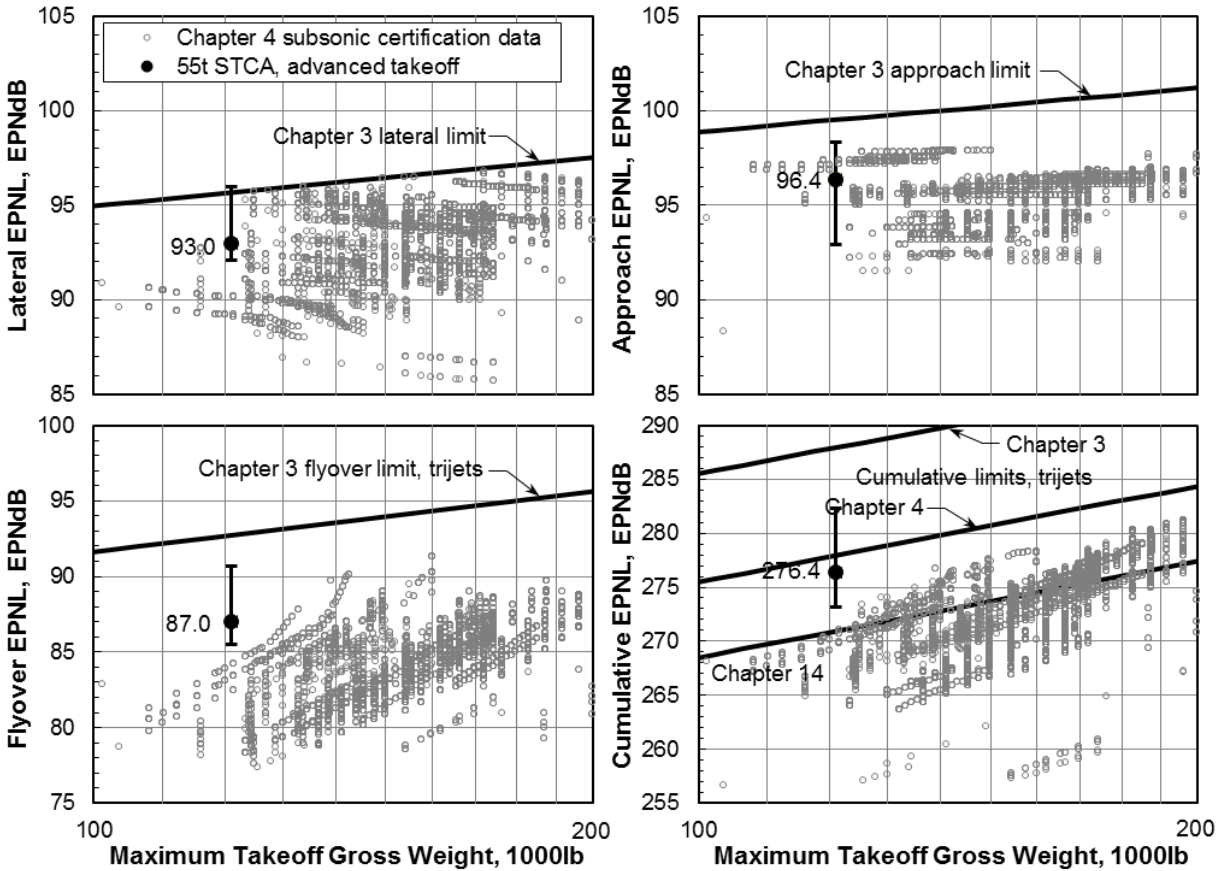 105
100
95
90
85
Lateral EPNL, EPNdB
Chapter 4 subsonic certification data
55t STCA, advanced takeoff
Chapter 3 lateral limit
93.0
105
100
95
90
85
Approach EPNL, EPNdB
Chapter 3 approach limit
96.4
100
95
90
85
80
75
Flyover EPNL, EPNdB
Chapter 3 flyover limit, trijets
87.0
100
200
Maximum Takeoff Gross Weight, 1000lb
290
285
280
275
270
265
260
255
Cumulative EPNL, EPNdB
Chapter 3
Cumulative limits, trijets
Chapter 4
276.4
Chapter 14
100
200
Maximum Takeoff Gross Weight, 1000lb